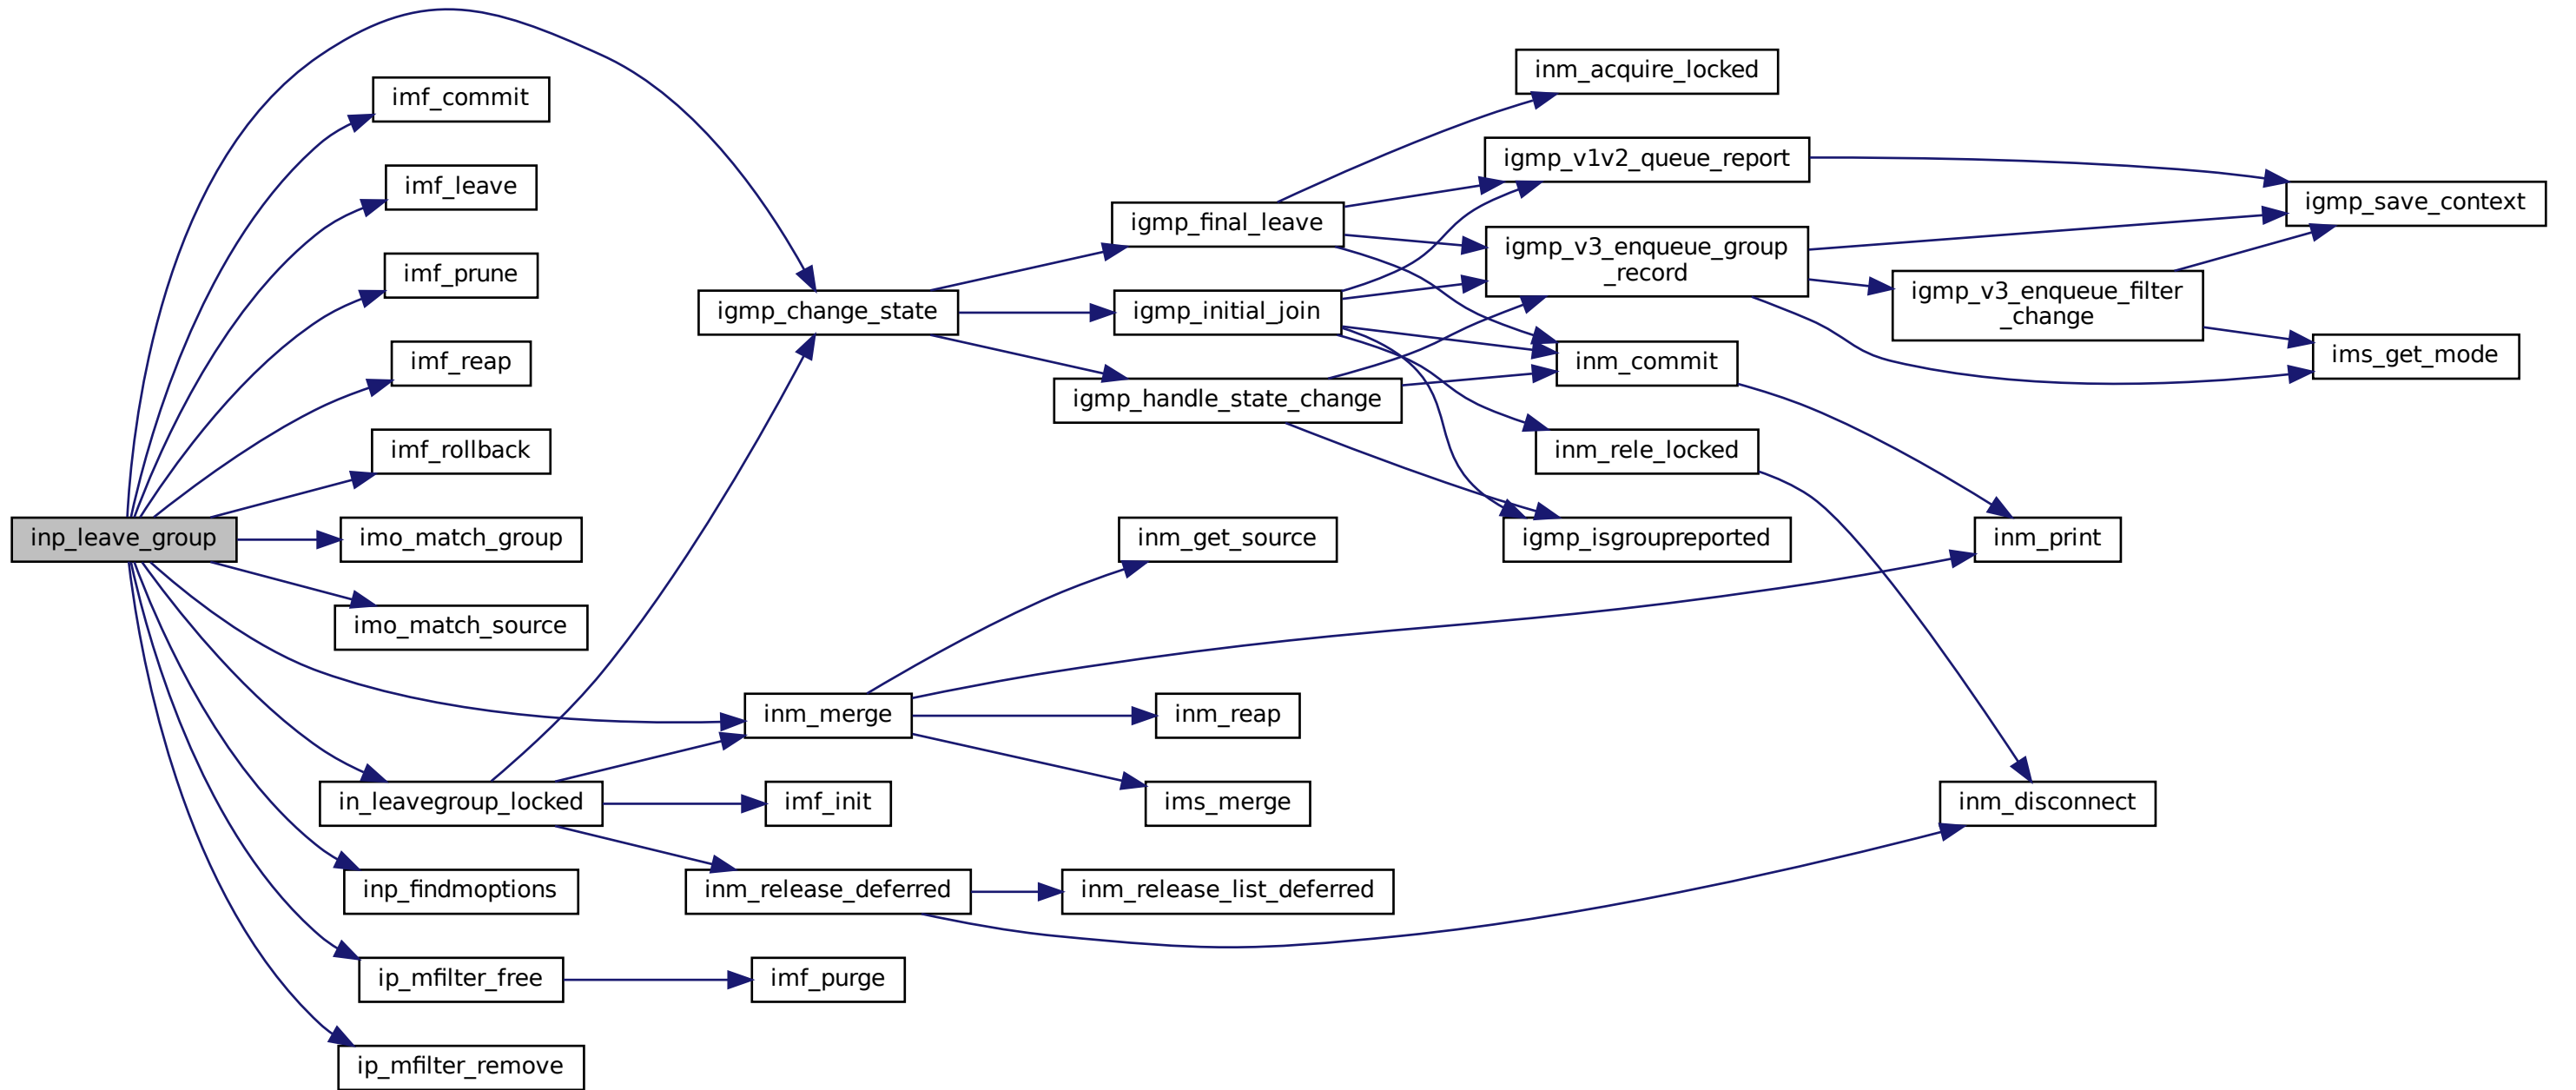 inm_acquire_locked
imf_commit
igmp_v1v2_queue_report
imf_leave
igmp_save_context
igmp_final_leave
igmp_v3_enqueue_group
_record
imf_prune
igmp_v3_enqueue_filter
_change
igmp_change_state
igmp_initial_join
imf_reap
inm_commit
ims_get_mode
igmp_handle_state_change
imf_rollback
inm_rele_locked
inp_leave_group
imo_match_group
inm_get_source
igmp_isgroupreported
inm_print
imo_match_source
inm_merge
inm_reap
in_leavegroup_locked
imf_init
ims_merge
inm_disconnect
inp_findmoptions
inm_release_deferred
inm_release_list_deferred
ip_mfilter_free
imf_purge
ip_mfilter_remove